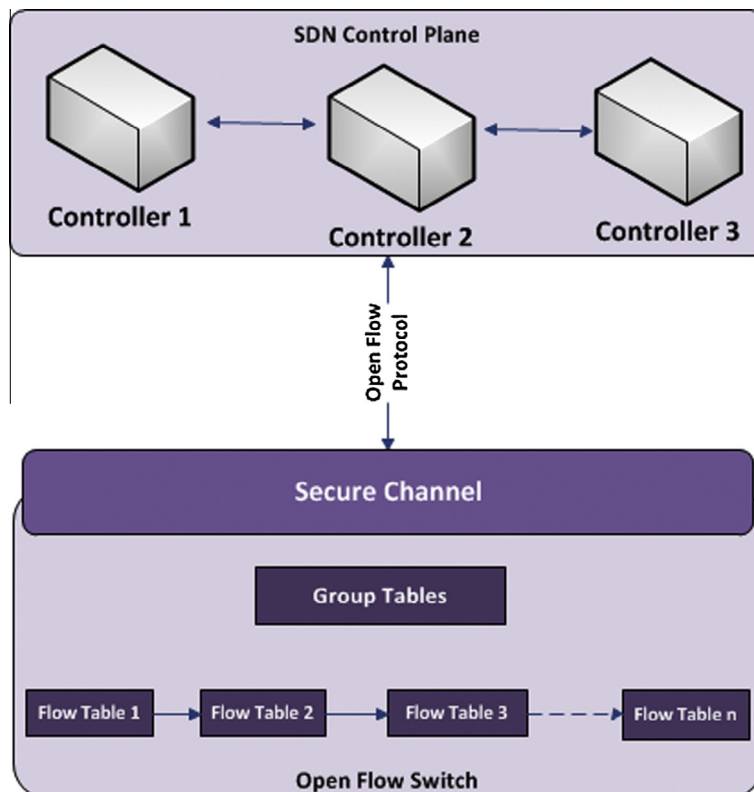 SDN Control Plane
Controller 1
Controller 2
Controller 3
Open Flow
Protocol
Secure Channel
Group Tables
Flow Table 1
Flow Table 2
Flow Table 3
Flow Table n
Open Flow Switch